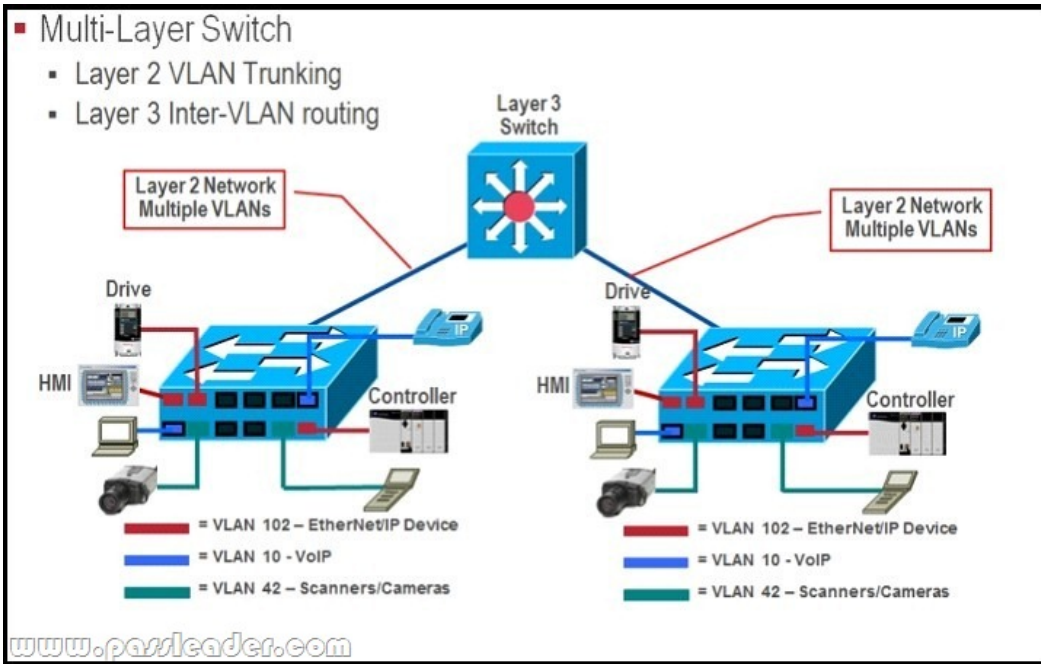 Multi-Layer Switch
Layer 2 VLAN Trunking
Layer 3 Inter-VLAN routing
Layer 3
Switch
Layer 2 Network
Multiple VLANs
Layer 2 Network
Multiple VLANs
Drive
IP
HMI
Controller
Drive
IP
HMI
Controller
= VLAN 102 – EtherNet/IP Device
= VLAN 10 - VoIP
= VLAN 42 – Scanners/Cameras
= VLAN 102 – EtherNet/IP Device
= VLAN 10 - VoIP
= VLAN 42 – Scanners/Cameras
www.passleader.com